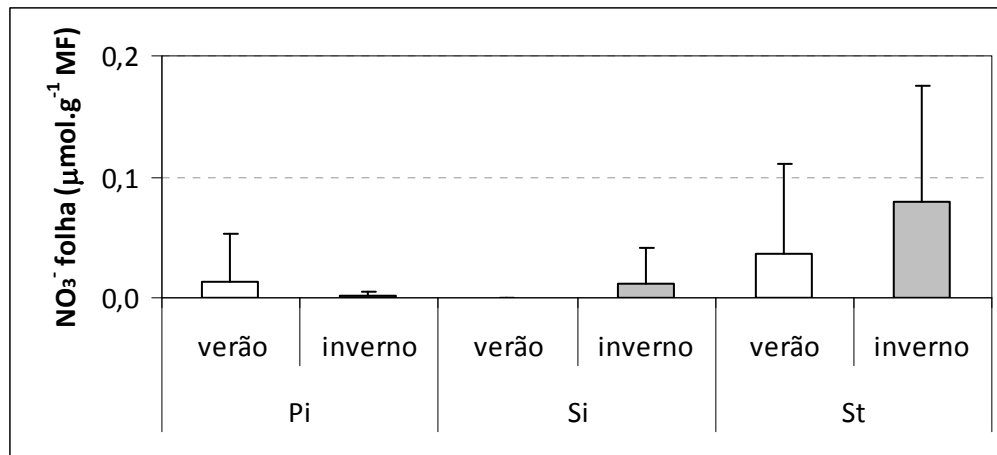 NO₃⁻ folha (µmol.g⁻¹ MF)
0,2
0,1
0,0
verão inverno verão inverno verão inverno
Pi Si St